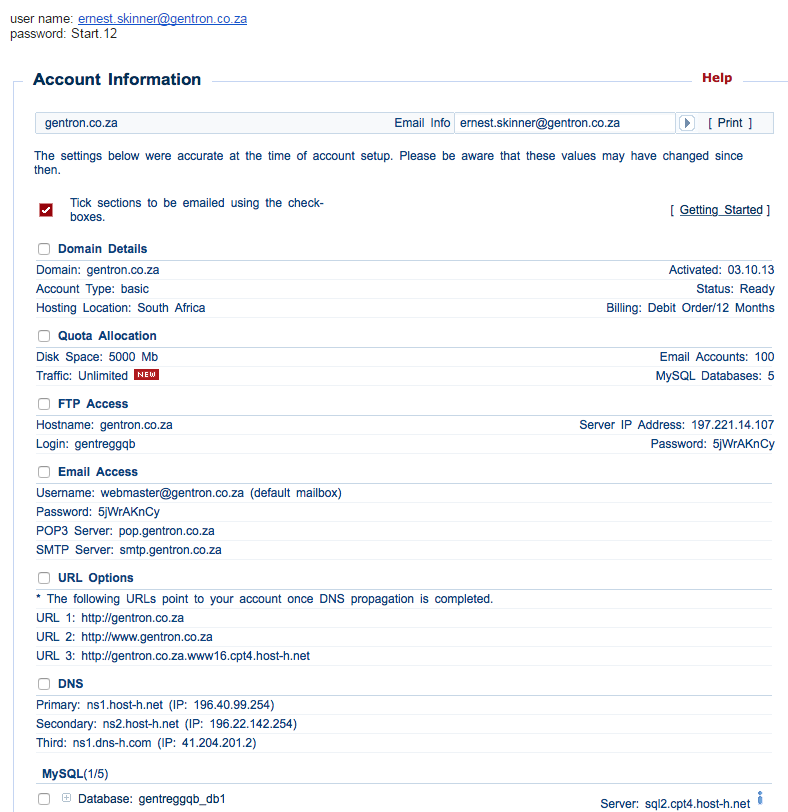 user name: ernest.skinner@gentron.co.za
password: Start.12
Account Information
Help
gentron.co.za Email Info ernest.skinner@gentron.co.za [ Print ]
The settings below were accurate at the time of account setup. Please be aware that these values may have changed since
then.
Tick sections to be emailed using the check-
boxes.
[ Getting Started ]
Domain Details
Domain: gentron.co.za Activated: 03.10.13
Account Type: basic Status: Ready
Hosting Location: South Africa Billing: Debit Order/12 Months
Quota Allocation
Disk Space: 5000 Mb Email Accounts: 100
Traffic: Unlimited NEW MySQL Databases: 5
FTP Access
Hostname: gentron.co.za Server IP Address: 197.221.14.107
Login: gentreggqb Password: 5jWrAKnCy
Email Access
Username: webmaster@gentron.co.za (default mailbox)
Password: 5jWrAKnCy
POP3 Server: pop.gentron.co.za
SMTP Server: smtp.gentron.co.za
URL Options
* The following URLs point to your account once DNS propagation is completed.
URL 1: http://gentron.co.za
URL 2: http://www.gentron.co.za
URL 3: http://gentron.co.za.www16.cpt4.host-h.net
DNS
Primary: ns1.host-h.net (IP: 196.40.99.254)
Secondary: ns2.host-h.net (IP: 196.22.142.254)
Third: ns1.dns-h.com (IP: 41.204.201.2)
MySQL(1/5)
Database: gentreggqb_db1 Server: sql2.cpt4.host-h.net